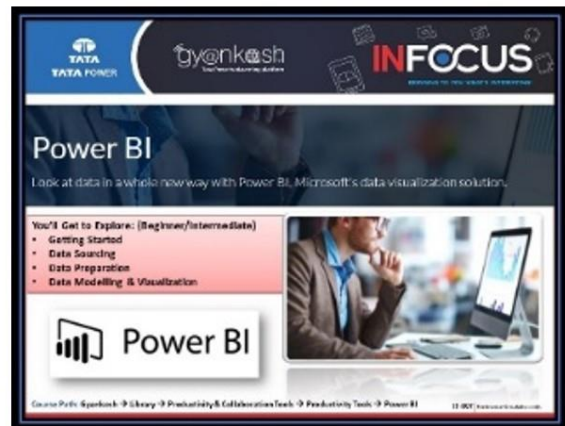 TATA
TATA POWER
gy@nkosh
INFOCUS
Power BI
Look at data in a whole new way with Power BI, Microsoft's data visualization solution.
You'll Get to Explore: (Beginner/Intermediate)
• Getting Started
• Data Sourcing
• Data Preparation
• Data Modelling & Visualization
Power BI
Course Path: Gyankosh → Library → Productivity & Collaboration Tools → Productivity Tools → Power BI